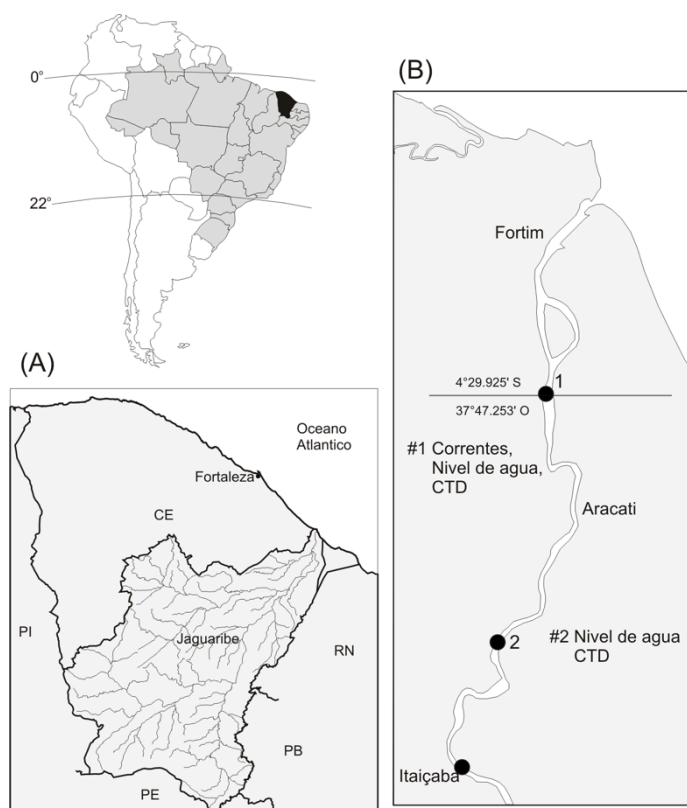 0°
22°
(A)
Oceano
Atlantico
Fortaleza
CE
PI
Jaguaribe
RN
PB
PE
(B)
Fortim
4°29.925' S
1
37°47.253' O
#1 Correntes,
Nivel de agua,
CTD
Aracati
2
#2 Nivel de agua
CTD
Itaiçaba